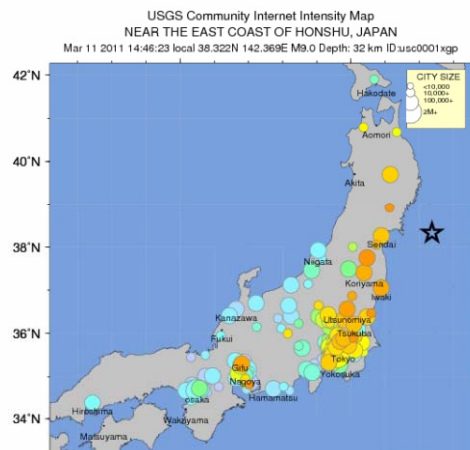 USGS Community Internet Intensity Map
NEAR THE EAST COAST OF HONSHU, JAPAN
Mar 11 2011 14:46:23 local 38.322N 142.369E M9.0 Depth: 32 km ID:usc0001xgp
42°N
CITY SIZE
<10,000
10,000+
100,000+
2M+
Hakodate
Aomori
40°N
Akita
38°N
Sendai
Niigata
Koriyama
Iwaki
Kanazawa
Utsunomiya
36°N
Fukui
Tsukuba
Gifu
Tokyo
Nagoya
Yokosuka
osaka
Hamamatsu
Hiroshima
34°N
Wakayama
Matsuyama